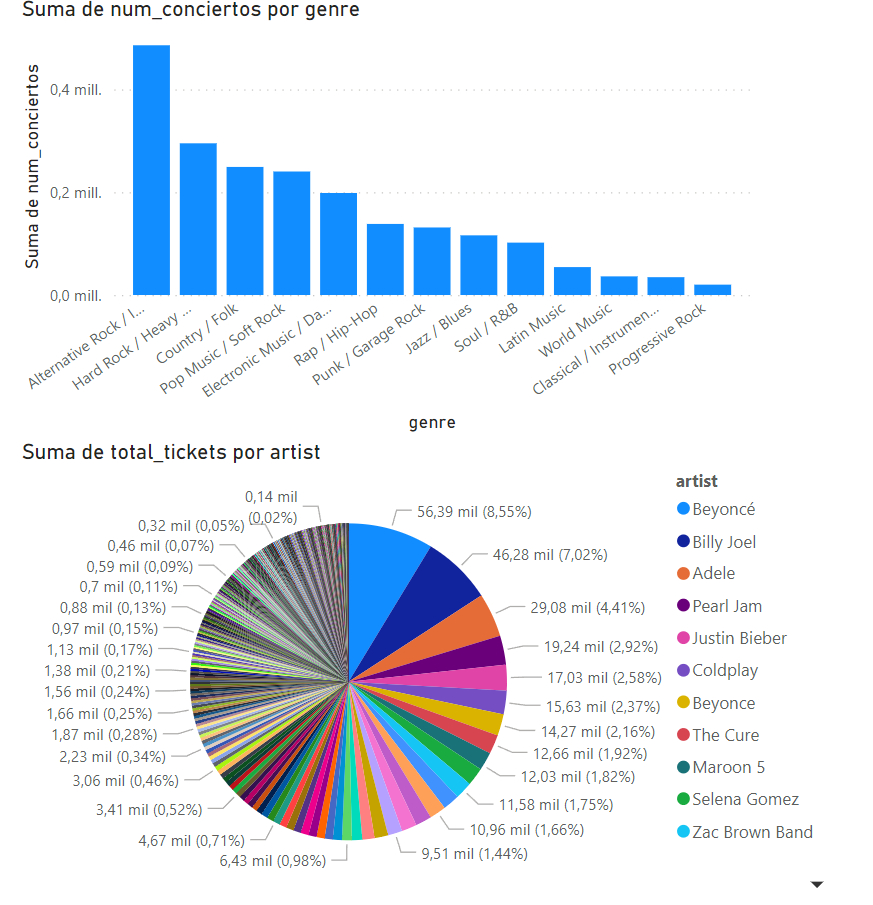 Suma de num_conciertos por genre
Suma de num_conciertos
0,4 mill.
0,2 mill.
0,0 mill.
Alternative Rock / I...
Hard Rock / Heavy ...
Country / Folk
Pop Music / Soft Rock
Electronic Music / Da...
Rap / Hip-Hop
Punk / Garage Rock
Jazz / Blues
Soul / R&B
Latin Music
World Music
Classical / Instrumen...
Progressive Rock
genre
Suma de total_tickets por artist
56,39 mil (8,55%)
46,28 mil (7,02%)
29,08 mil (4,41%)
19,24 mil (2,92%)
17,03 mil (2,58%)
15,63 mil (2,37%)
14,27 mil (2,16%)
12,66 mil (1,92%)
12,03 mil (1,82%)
11,58 mil (1,75%)
10,96 mil (1,66%)
9,51 mil (1,44%)
6,43 mil (0,98%)
4,67 mil (0,71%)
3,41 mil (0,52%)
3,06 mil (0,46%)
2,23 mil (0,34%)
1,87 mil (0,28%)
1,66 mil (0,25%)
1,56 mil (0,24%)
1,38 mil (0,21%)
1,13 mil (0,17%)
0,97 mil (0,15%)
0,88 mil (0,13%)
0,7 mil (0,11%)
0,59 mil (0,09%)
0,46 mil (0,07%)
0,32 mil (0,05%)
0,14 mil
(0,02%)
artist
Beyoncé
Billy Joel
Adele
Pearl Jam
Justin Bieber
Coldplay
Beyonce
The Cure
Maroon 5
Selena Gomez
Zac Brown Band